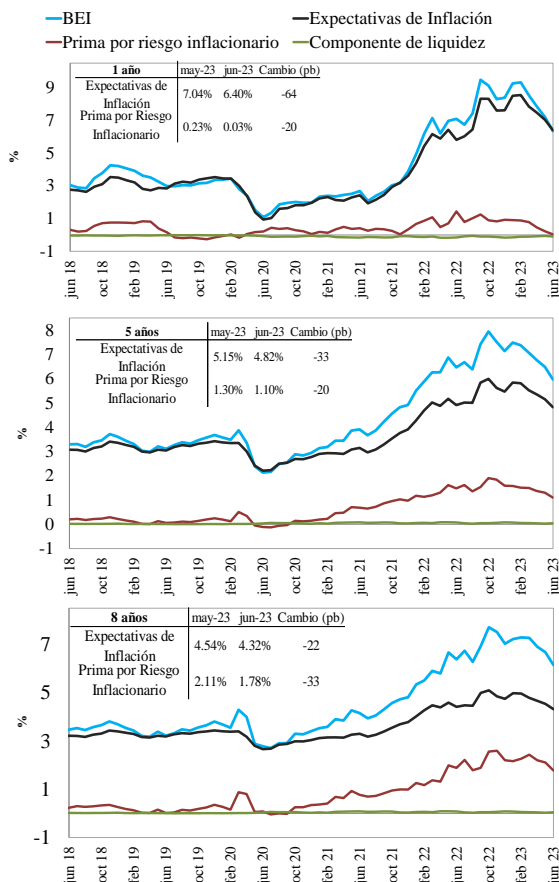 BEI Expectativas de Inflación
Prima por riesgo inflacionario Componente de liquidez
1 año may-23 jun-23 Cambio (pb)
Expectativas de
Inflación 7.04% 6.40% -64
Prima por Riesgo
Inflacionario 0.23% 0.03% -20
%
9
7
5
3
1
-1
jun 18 oct 18 feb 19 jun 19 oct 19 feb 20 jun 20 oct 20 feb 21 jun 21 oct 21 feb 22 jun 22 oct 22 feb 23 jun 23
5 años may-23 jun-23 Cambio (pb)
Expectativas de
Inflación 5.15% 4.82% -33
Prima por Riesgo
Inflacionario 1.30% 1.10% -20
%
8
7
6
5
4
3
2
1
0
-1
jun 18 oct 18 feb 19 jun 19 oct 19 feb 20 jun 20 oct 20 feb 21 jun 21 oct 21 feb 22 jun 22 oct 22 feb 23 jun 23
8 años may-23 jun-23 Cambio (pb)
Expectativas de
Inflación 4.54% 4.32% -22
Prima por Riesgo
Inflacionario 2.11% 1.78% -33
%
7
5
3
1
-1
jun 18 oct 18 feb 19 jun 19 oct 19 feb 20 jun 20 oct 20 feb 21 jun 21 oct 21 feb 22 jun 22 oct 22 feb 23 jun 23